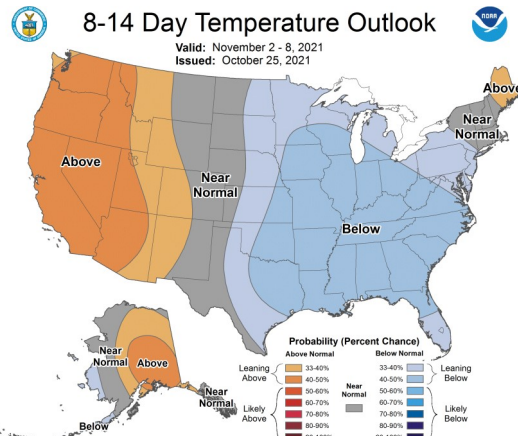 8-14 Day Temperature Outlook
Valid: November 2 - 8, 2021
Issued: October 25, 2021
NOAA
Above
Near
Normal
Above
Near
Normal
Below
Near
Normal
Above
Near
Normal
Below
Probability (Percent Chance)
Above Normal
Below Normal
Leaning
Above
33-40%
40-50%
Likely
Above
50-60%
60-70%
70-80%
80-90%
Near
Normal
33-40%
40-50%
Leaning
Below
50-60%
60-70%
70-80%
80-90%
Likely
Below